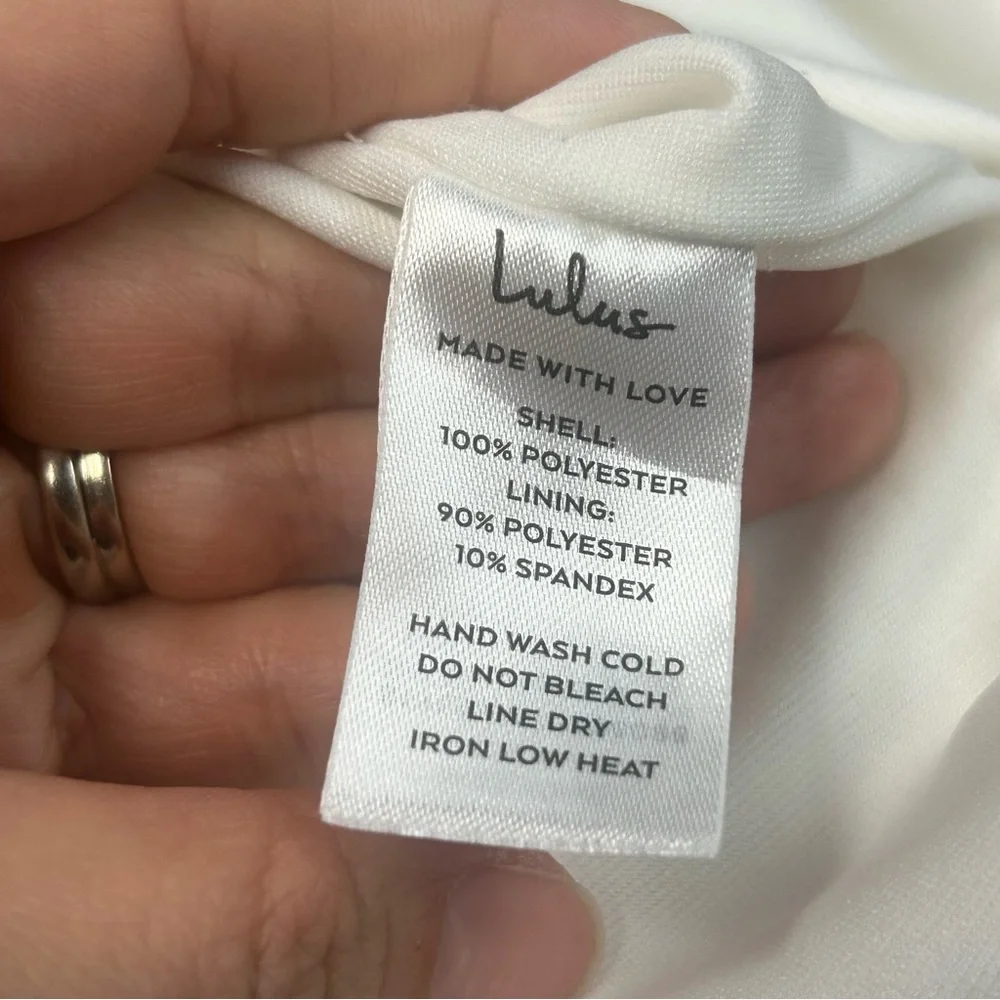 Lulus
MADE WITH LOVE
SHELL:
100% POLYESTER
LINING:
90% POLYESTER
10% SPANDEX
HAND WASH COLD
DO NOT BLEACH
LINE DRY
IRON LOW HEAT